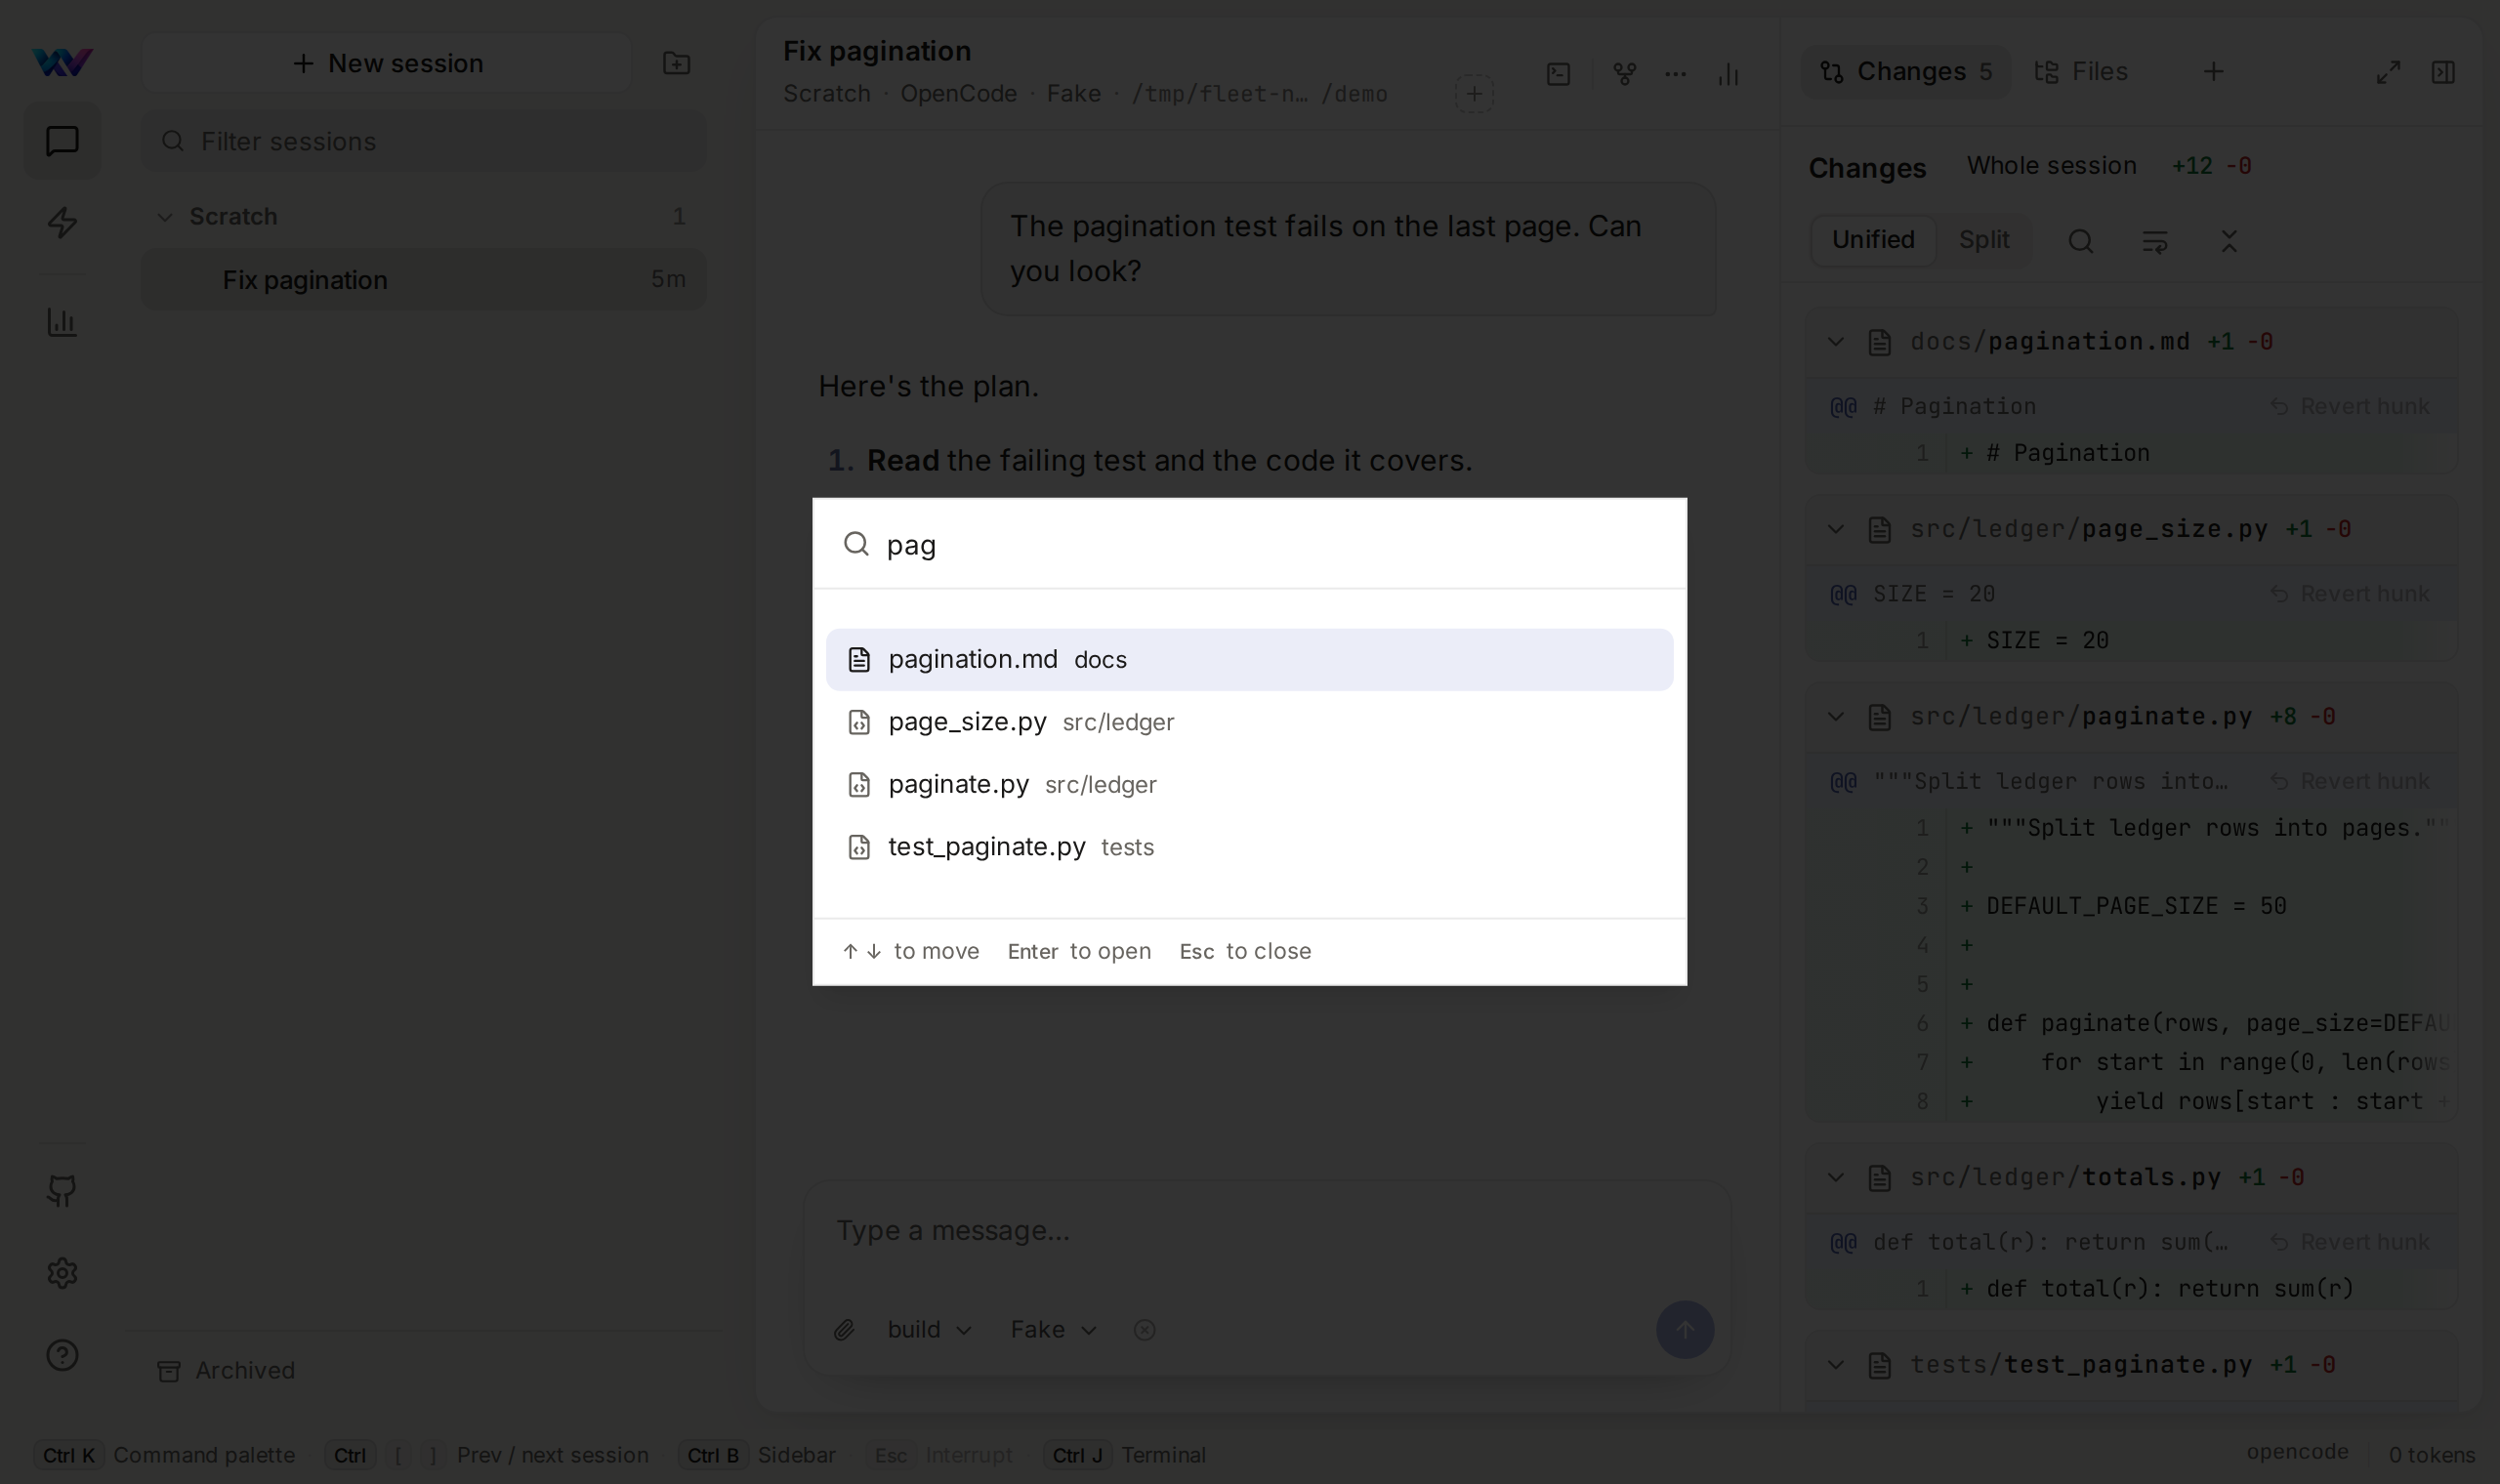 New session
Filter sessions
Scratch 1
Fix pagination 5m
Archived
Fix pagination
Scratch · OpenCode · Fake · /tmp/fleet-n… /demo
The pagination test fails on the last page. Can
you look?
Here's the plan.
1. Read the failing test and the code it covers.
pag
pagination.md docs
page_size.py src/ledger
paginate.py src/ledger
test_paginate.py tests
↑ ↓ to move Enter to open Esc to close
Type a message...
build Fake
Changes 5 Files
Changes Whole session +12 -0
Unified Split
docs/pagination.md +1 -0
@@ # Pagination Revert hunk
1 + # Pagination
src/ledger/page_size.py +1 -0
@@ SIZE = 20 Revert hunk
1 + SIZE = 20
src/ledger/paginate.py +8 -0
@@ """Split ledger rows into… Revert hunk
1 + """Split ledger rows into pages.""
2 +
3 + DEFAULT_PAGE_SIZE = 50
4 +
5 +
6 + def paginate(rows, page_size=DEFAU
7 + for start in range(0, len(rows
8 + yield rows[start : start +
src/ledger/totals.py +1 -0
@@ def total(r): return sum(… Revert hunk
1 + def total(r): return sum(r)
tests/test_paginate.py +1 -0
Ctrl K Command palette Ctrl [ ] Prev / next session Ctrl B Sidebar Esc Interrupt Ctrl J Terminal
opencode 0 tokens